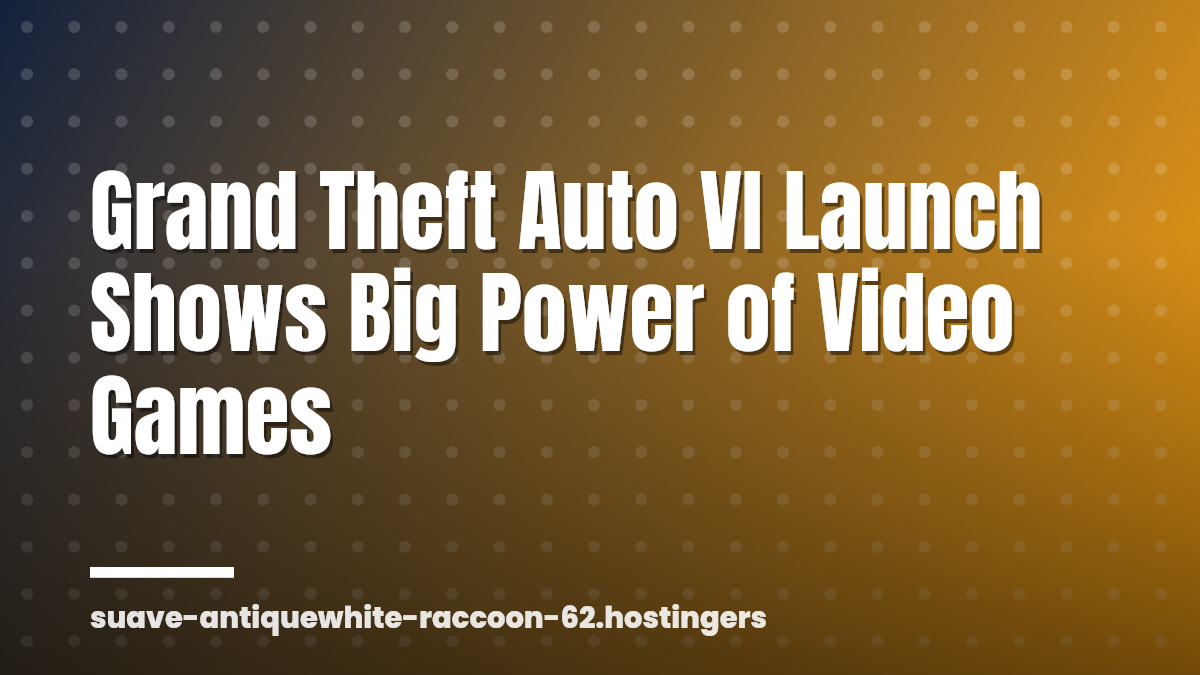 Grand Theft Auto VI Launch
Shows Big Power of Video
Games
suave-antiquewhite-raccoon-62.hostingers